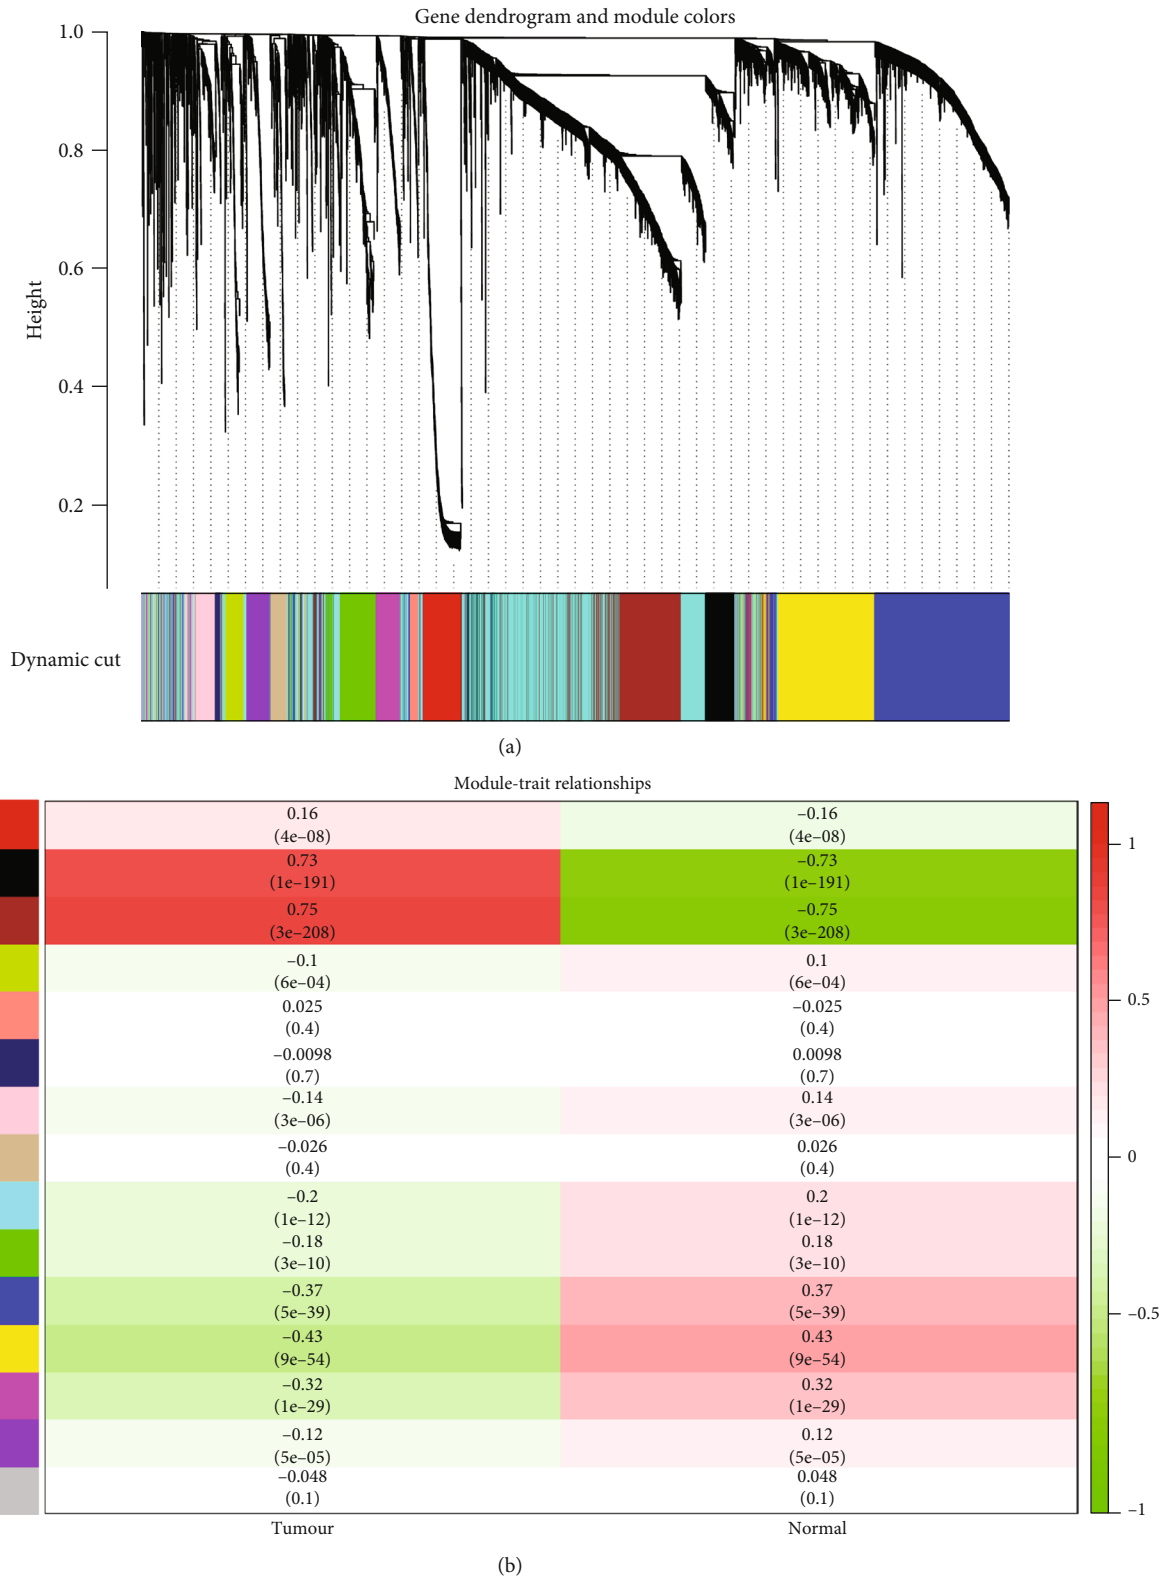 Gene dendrogram and module colors
1.0
0.8
0.6
0.4
0.2
Height
Dynamic cut
(a)
Module-trait relationships
0.16 –0.16
(4e–08) (4e–08)
0.73 –0.73
(1e–191) (1e–191)
0.75 –0.75
(3e–208) (3e–208)
–0.1 0.1
(6e–04) (6e–04)
0.025 –0.025
(0.4) (0.4)
–0.0098 0.0098
(0.7) (0.7)
–0.14 0.14
(3e–06) (3e–06)
–0.026 0.026
(0.4) (0.4)
–0.2 0.2
(1e–12) (1e–12)
–0.18 0.18
(3e–10) (3e–10)
–0.37 0.37
(5e–39) (5e–39)
–0.43 0.43
(9e–54) (9e–54)
–0.32 0.32
(1e–29) (1e–29)
–0.12 0.12
(5e–05) (5e–05)
–0.048 0.048
(0.1) (0.1)
1
0.5
0
–0.5
–1
Tumour Normal
(b)